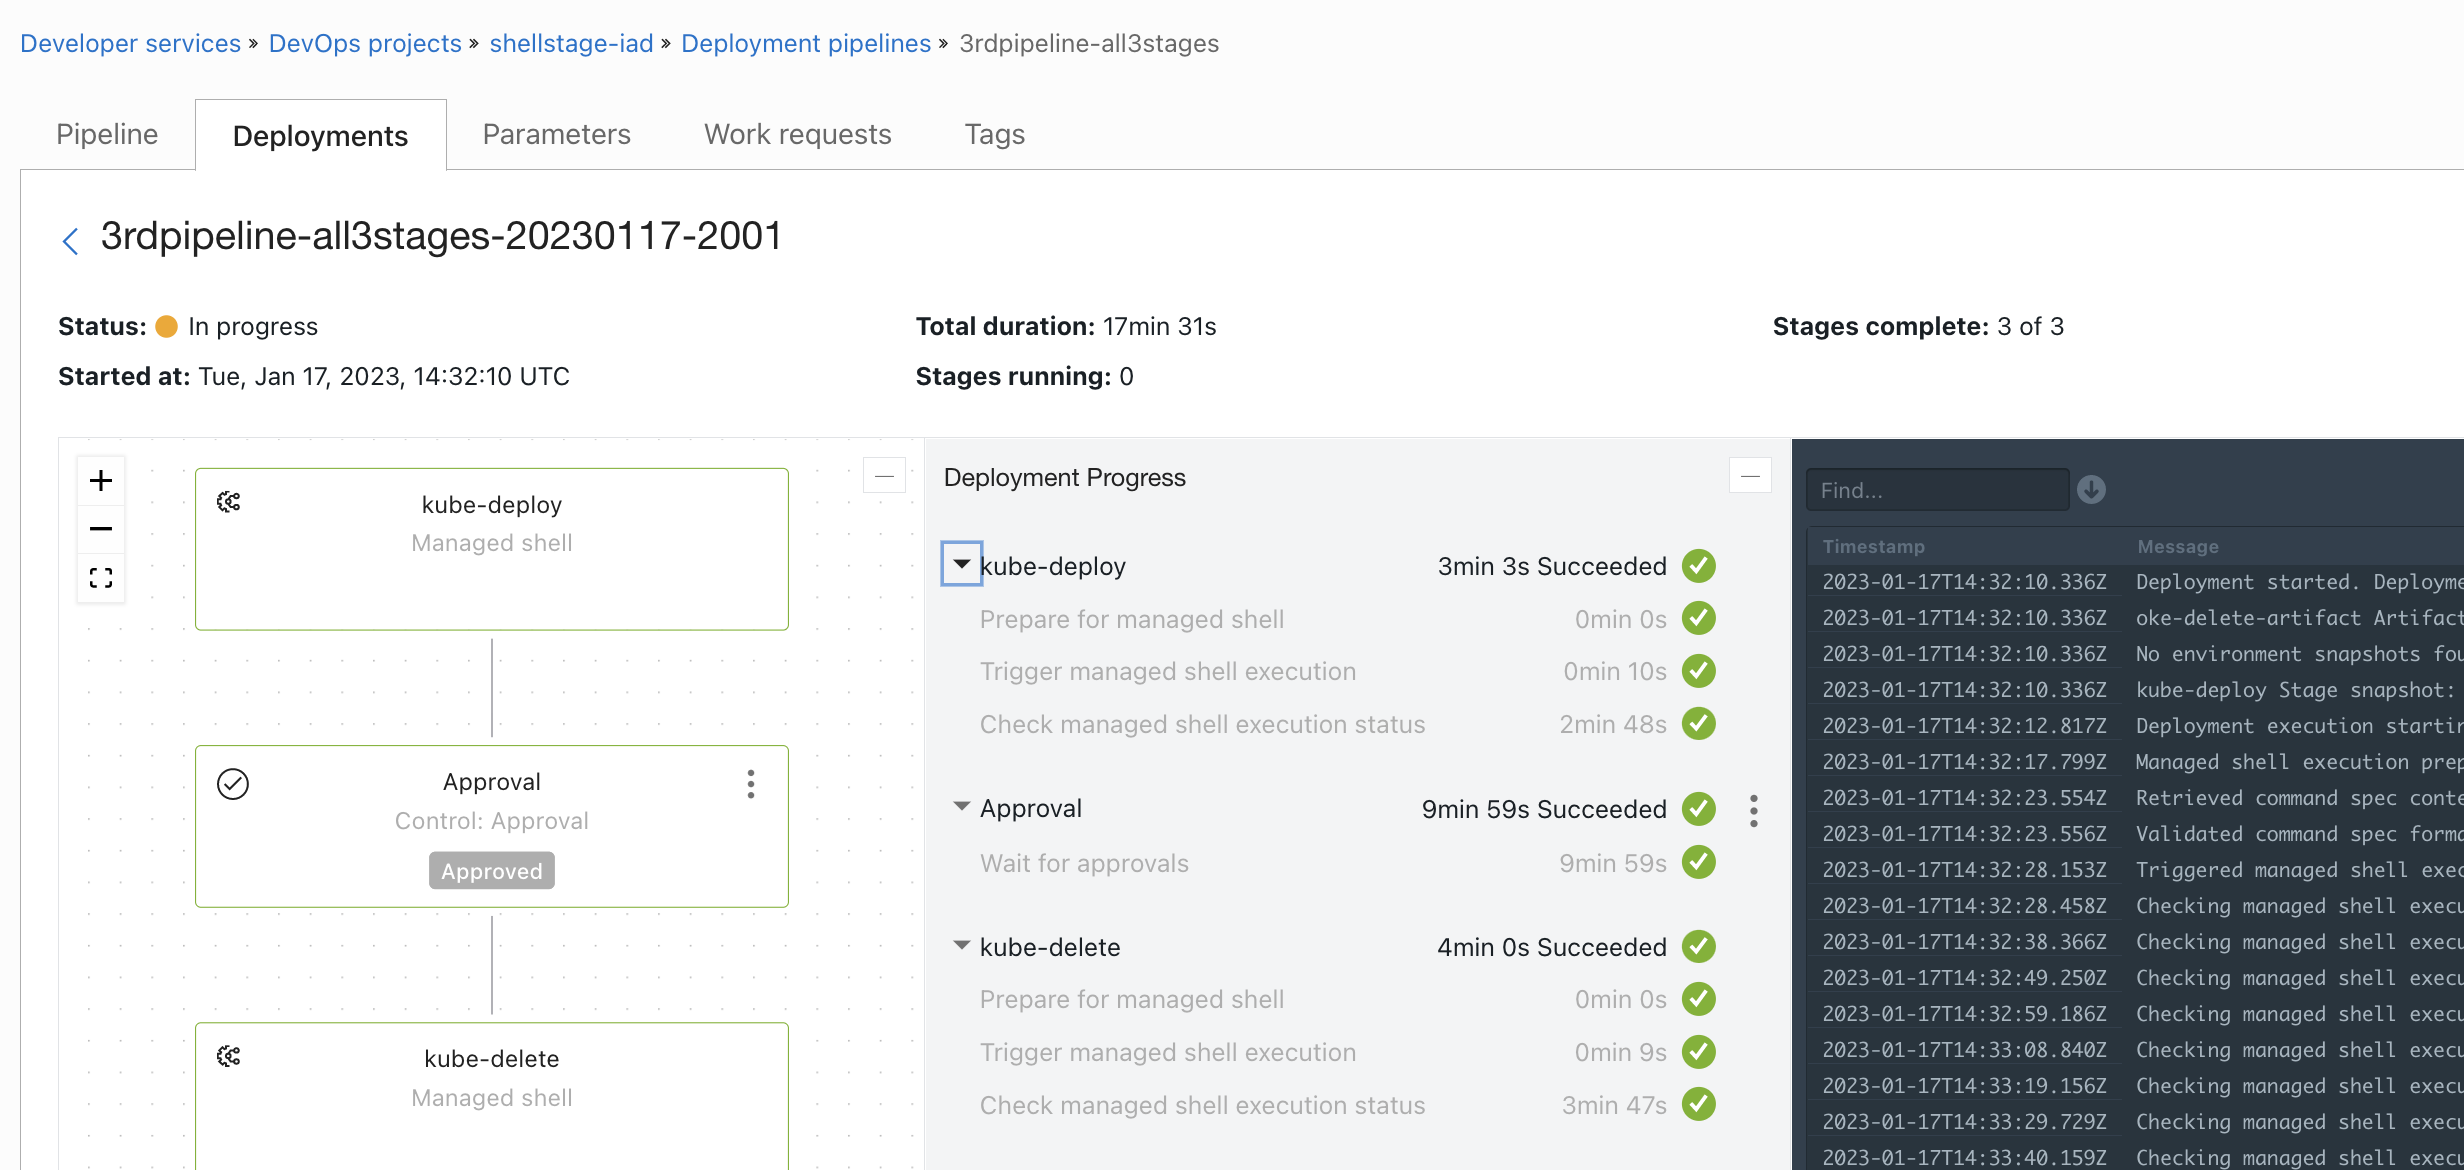 Developer services » DevOps projects » shellstage-iad » Deployment pipelines » 3rdpipeline-all3stages
Pipeline Deployments Parameters Work requests Tags
3rdpipeline-all3stages-20230117-2001
Status: In progress Total duration: 17min 31s Stages complete: 3 of 3
Started at: Tue, Jan 17, 2023, 14:32:10 UTC Stages running: 0
kube-deploy
Managed shell
Approval
Control: Approval
Approved
kube-delete
Managed shell
Deployment Progress
kube-deploy 3min 3s Succeeded
Prepare for managed shell 0min 0s
Trigger managed shell execution 0min 10s
Check managed shell execution status 2min 48s
Approval 9min 59s Succeeded
Wait for approvals 9min 59s
kube-delete 4min 0s Succeeded
Prepare for managed shell 0min 0s
Trigger managed shell execution 0min 9s
Check managed shell execution status 3min 47s
Find...
Timestamp Message
2023-01-17T14:32:10.336Z Deployment started. Deployme
2023-01-17T14:32:10.336Z oke-delete-artifact Artifact
2023-01-17T14:32:10.336Z No environment snapshots fou
2023-01-17T14:32:10.336Z kube-deploy Stage snapshot:
2023-01-17T14:32:12.817Z Deployment execution startin
2023-01-17T14:32:17.799Z Managed shell execution prep
2023-01-17T14:32:23.554Z Retrieved command spec conte
2023-01-17T14:32:23.556Z Validated command spec forma
2023-01-17T14:32:28.153Z Triggered managed shell exec
2023-01-17T14:32:28.458Z Checking managed shell execu
2023-01-17T14:32:38.366Z Checking managed shell execu
2023-01-17T14:32:49.250Z Checking managed shell execu
2023-01-17T14:32:59.186Z Checking managed shell execu
2023-01-17T14:33:08.840Z Checking managed shell execu
2023-01-17T14:33:19.156Z Checking managed shell execu
2023-01-17T14:33:29.729Z Checking managed shell execu
2023-01-17T14:33:40.159Z Checking managed shell execu